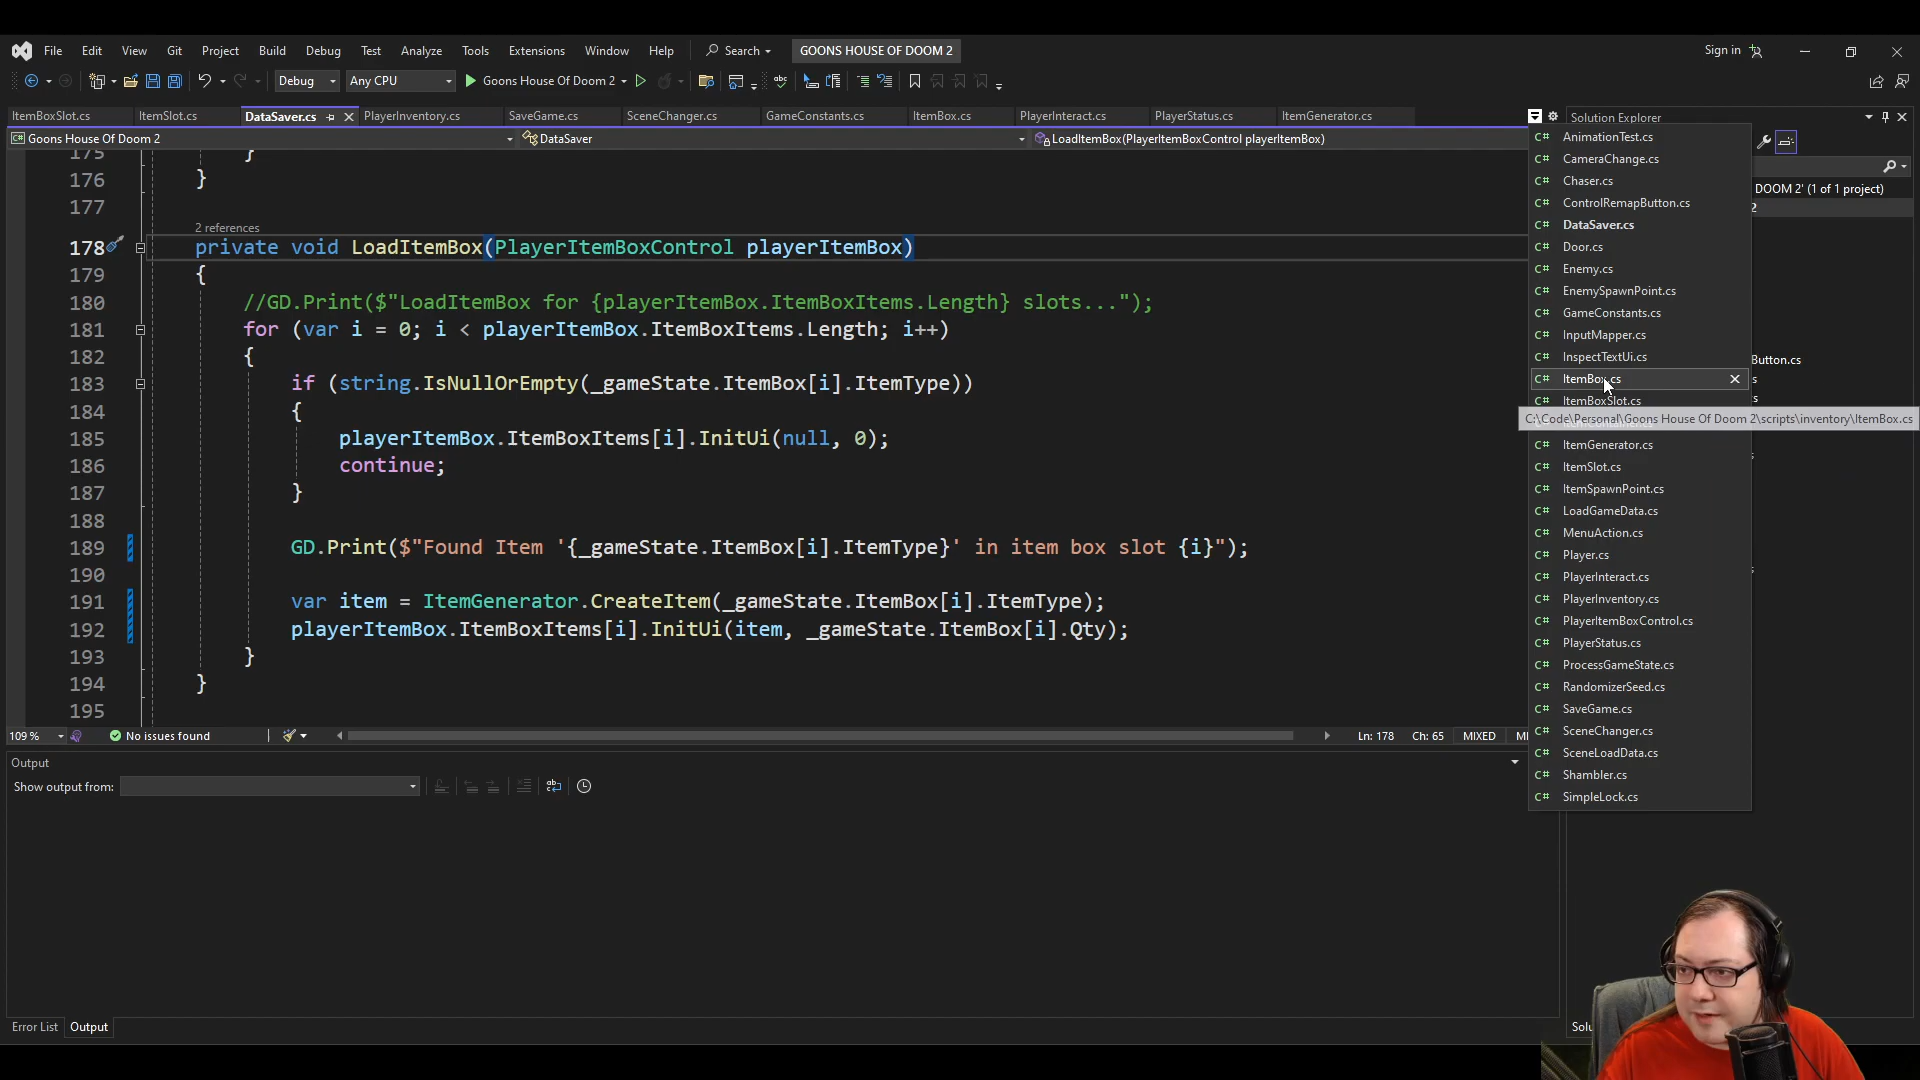 File Edit View Git Project Build Debug Test Analyze Tools Extensions Window Help Search GOONS HOUSE OF DOOM 2 Sign in
Debug Any CPU Goons House Of Doom 2
ItemBoxSlot.cs ItemSlot.cs DataSaver.cs PlayerInventory.cs SaveGame.cs SceneChanger.cs GameConstants.cs ItemBox.cs PlayerInteract.cs PlayerStatus.cs ItemGenerator.cs Solution Explorer
Goons House Of Doom 2 DataSaver LoadItemBox(PlayerItemBoxControl playerItemBox)
175 }
176 }
177
2 references
178 private void LoadItemBox(PlayerItemBoxControl playerItemBox)
179 {
180 //GD.Print($"LoadItemBox for {playerItemBox.ItemBoxItems.Length} slots...");
181 for (var i = 0; i < playerItemBox.ItemBoxItems.Length; i++)
182 {
183 if (string.IsNullOrEmpty(_gameState.ItemBox[i].ItemType))
184 {
185 playerItemBox.ItemBoxItems[i].InitUi(null, 0);
186 continue;
187 }
188
189 GD.Print($"Found Item '{_gameState.ItemBox[i].ItemType}' in item box slot {i}");
190
191 var item = ItemGenerator.CreateItem(_gameState.ItemBox[i].ItemType);
192 playerItemBox.ItemBoxItems[i].InitUi(item, _gameState.ItemBox[i].Qty);
193 }
194 }
195
C# AnimationTest.cs
C# CameraChange.cs
C# Chaser.cs
C# ControlRemapButton.cs
C# DataSaver.cs
C# Door.cs
C# Enemy.cs
C# EnemySpawnPoint.cs
C# GameConstants.cs
C# InputMapper.cs
C# InspectTextUi.cs
C# ItemBox.cs
C# ItemBoxSlot.cs
C:\Code\Personal\Goons House Of Doom 2\scripts\inventory\ItemBox.cs
C# ItemGenerator.cs
C# ItemSlot.cs
C# ItemSpawnPoint.cs
C# LoadGameData.cs
C# MenuAction.cs
C# Player.cs
C# PlayerInteract.cs
C# PlayerInventory.cs
C# PlayerItemBoxControl.cs
C# PlayerStatus.cs
C# ProcessGameState.cs
C# RandomizerSeed.cs
C# SaveGame.cs
C# SceneChanger.cs
C# SceneLoadData.cs
C# Shambler.cs
C# SimpleLock.cs
DOOM 2' (1 of 1 project)
2
Button.cs
s
s
s
s
109 % No issues found Ln: 178 Ch: 65 MIXED
Output
Show output from:
Error List Output